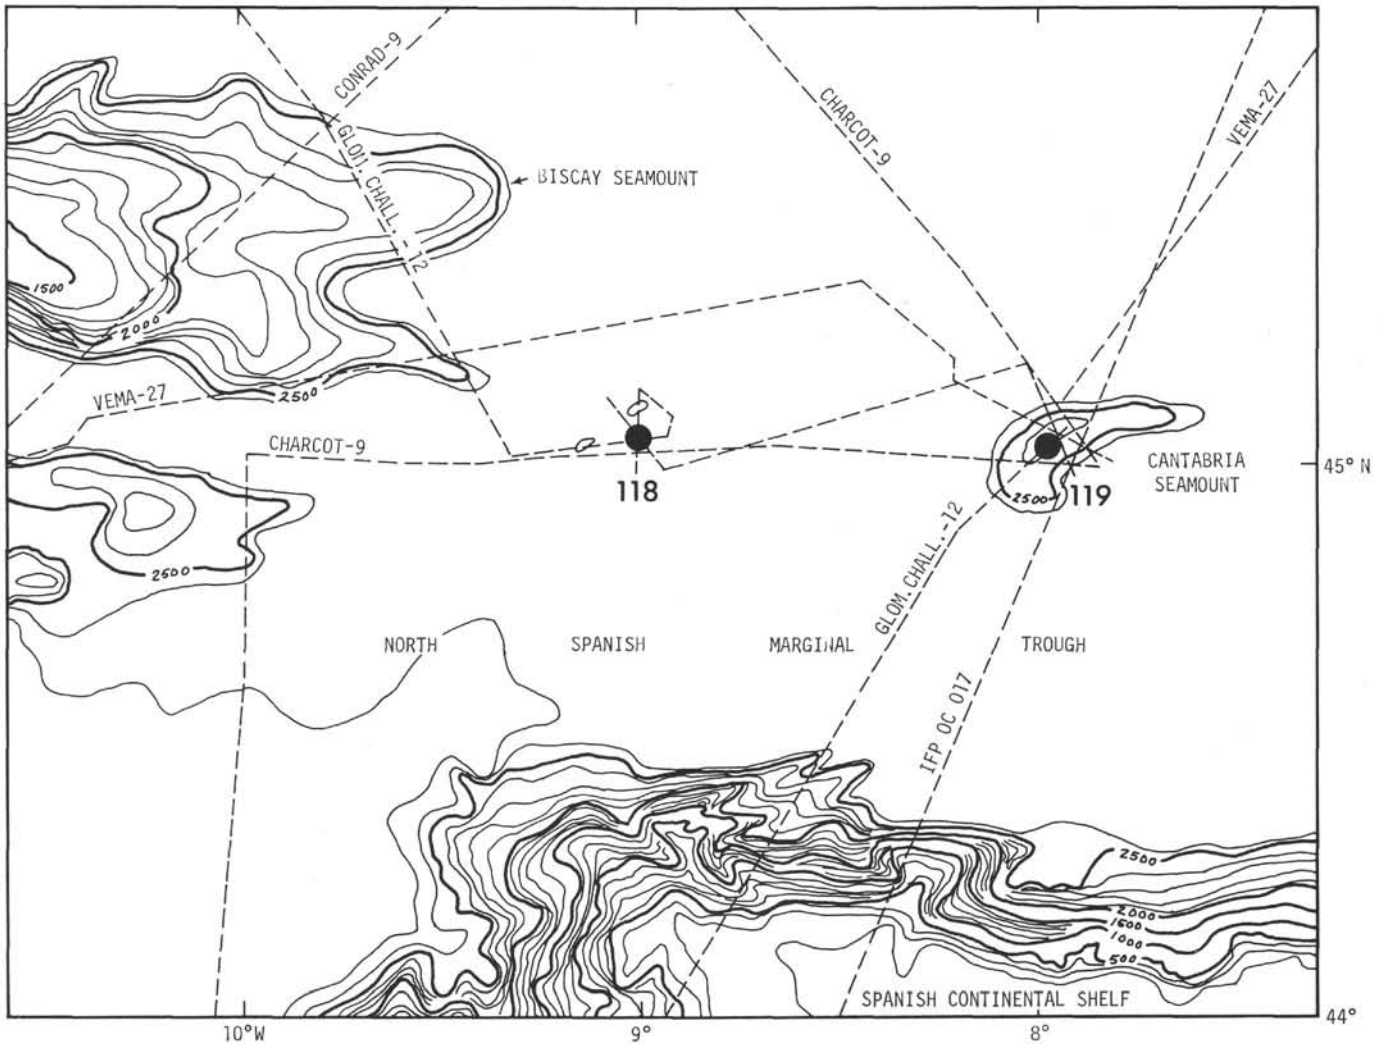 CONRAD-9
GLOM. CHALL.-12
CHARCOT-9
VEMA-27
BISCAY SEAMOUNT
1500
2000
2500
VEMA-27
CHARCOT-9
118
119
2500
CANTABRIA
SEAMOUNT
45° N
2500
GLOM. CHALL.-12
NORTH SPANISH MARGINAL TROUGH
IFP OC 017
2500
2000
1500
1000
500
SPANISH CONTINENTAL SHELF
44°
10°W 9° 8°